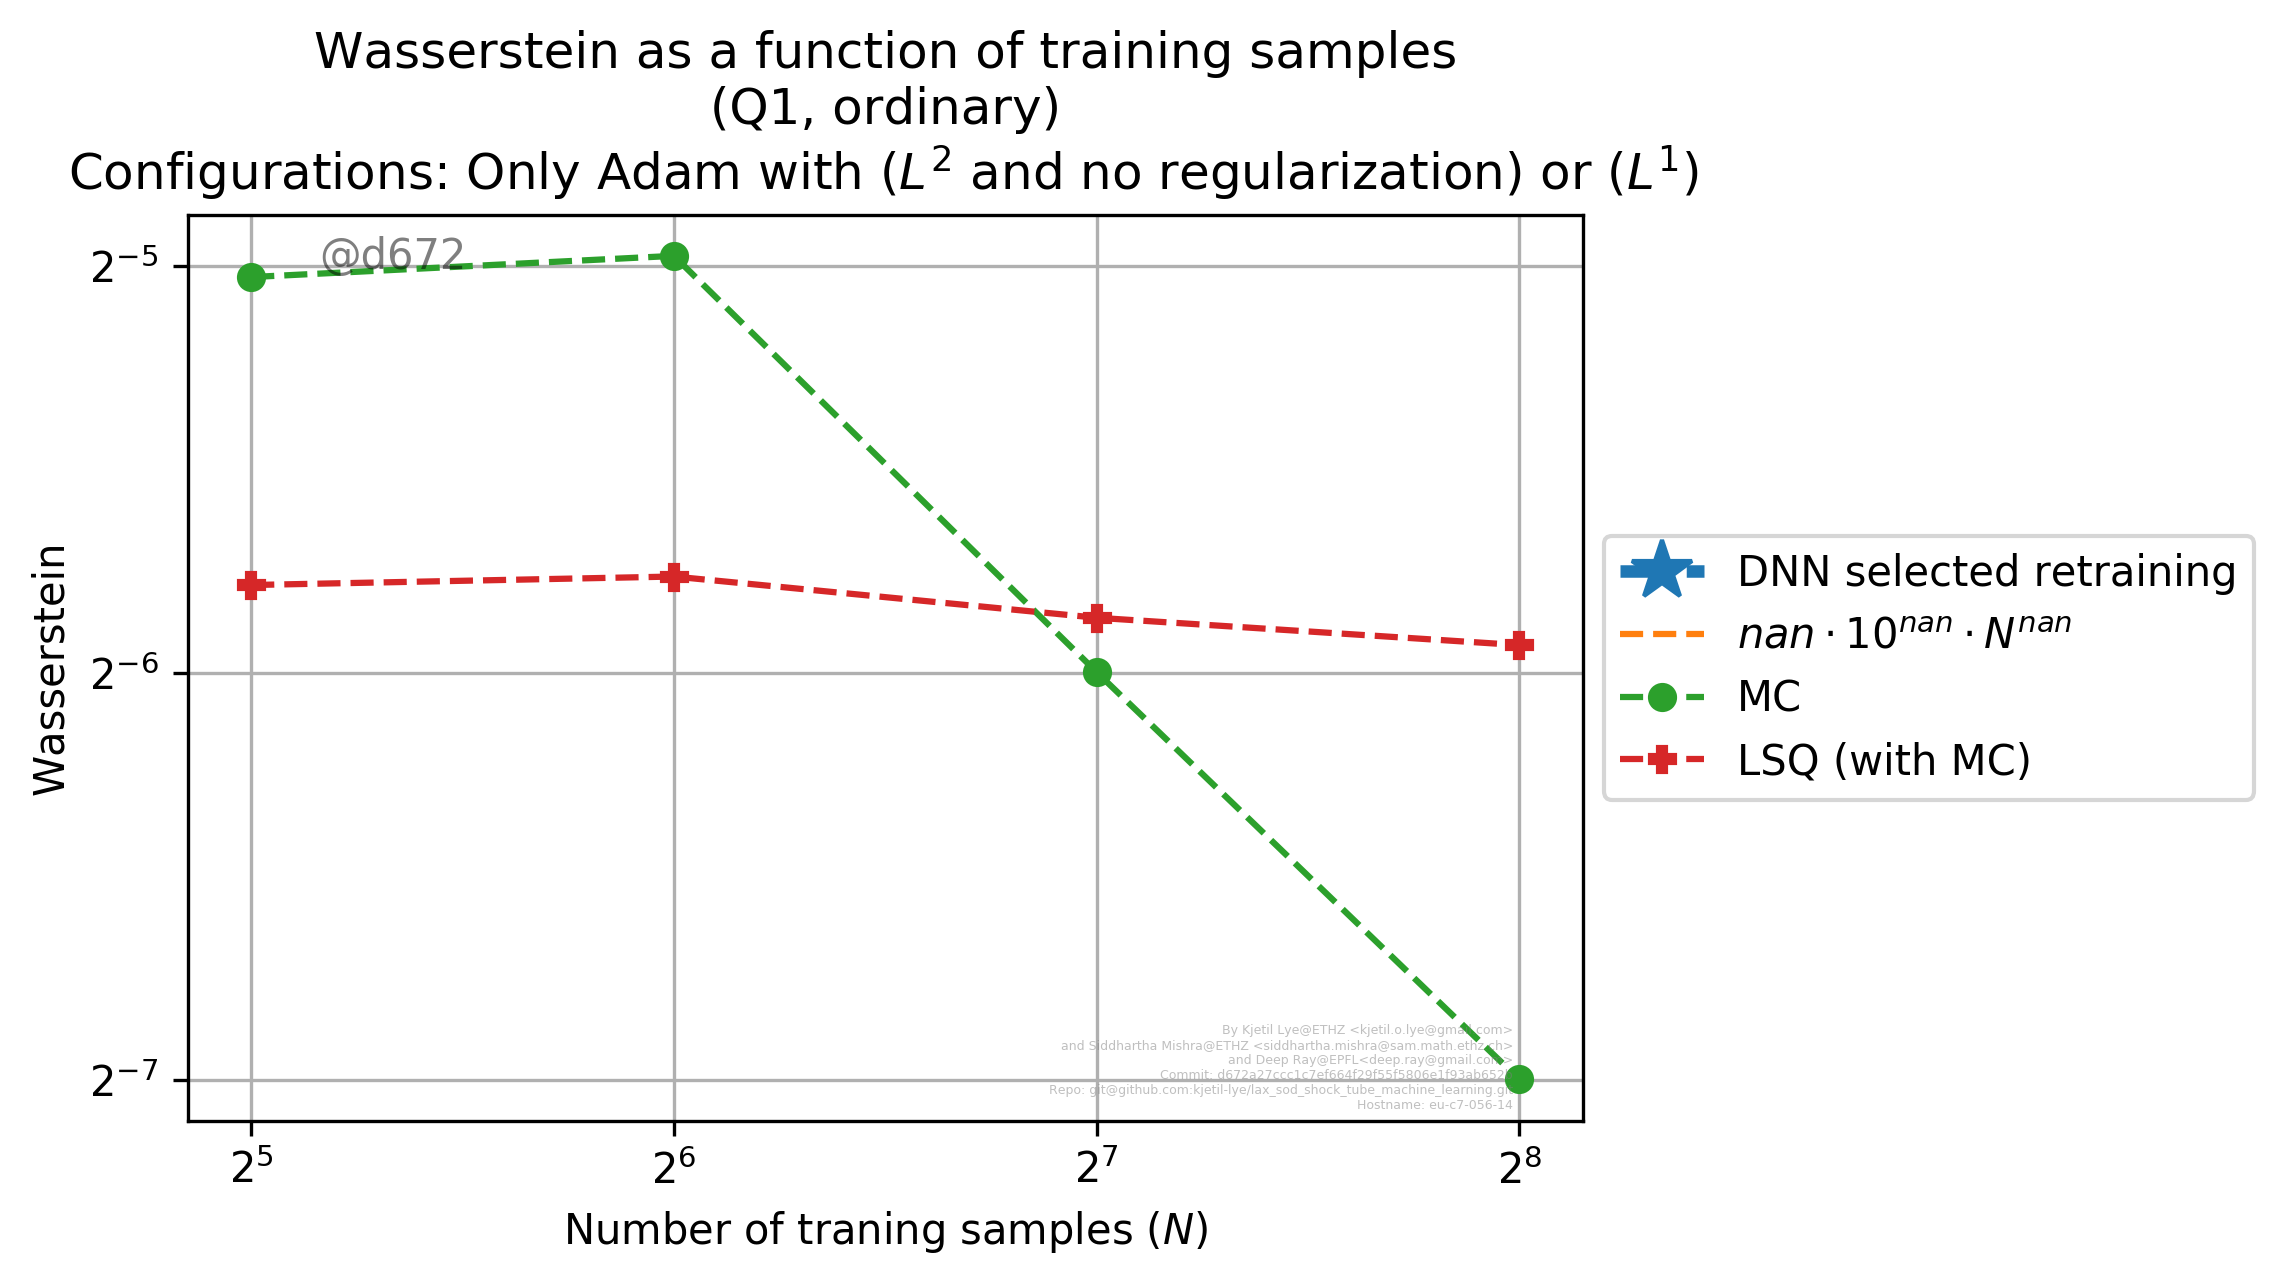 Wasserstein as a function of training samples
(Q1, ordinary)
Configurations: Only Adam with (L² and no regularization) or (L¹)
@d672
2⁻⁵
2⁻⁶
2⁻⁷
Wasserstein
DNN selected retraining
nan · 10ⁿᵃⁿ · Nⁿᵃⁿ
MC
LSQ (with MC)
By Kjetil Lye@ETHZ <kjetil.o.lye@gmail.com>
and Siddhartha Mishra@ETHZ <siddhartha.mishra@sam.math.ethz.ch>
and Deep Ray@EPFL<deep.ray@gmail.com>
Commit:
Repo: git@github.com:kjetil-lye/lax_sod_shock_tube_machine_learning.git
Hostname: eu-c7-056-14
2⁵ 2⁶ 2⁷ 2⁸
Number of traning samples (N)